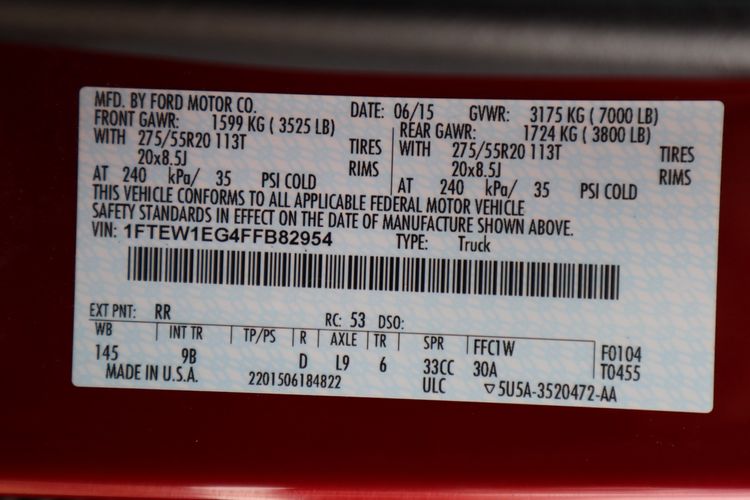 MFD. BY FORD MOTOR CO.
DATE: 06/15 GVWR: 3175 KG ( 7000 LB)
FRONT GAWR: 1599 KG ( 3525 LB)
REAR GAWR: 1724 KG ( 3800 LB)
WITH 275/55R20 113T TIRES
WITH 275/55R20 113T TIRES
20x8.5J RIMS
20x8.5J RIMS
AT 240 kPa/ 35 PSI COLD
AT 240 kPa/ 35 PSI COLD
THIS VEHICLE CONFORMS TO ALL APPLICABLE FEDERAL MOTOR VEHICLE
SAFETY STANDARDS IN EFFECT ON THE DATE OF MANUFACTURE SHOWN ABOVE.
VIN: 1FTEW1EG4FFB82954 TYPE: Truck
EXT PNT: RR RC: 53 DSO:
WB INT TR TP/PS R AXLE TR SPR FFC1W F0104
145 9B D L9 6 33CC 30A T0455
MADE IN U.S.A. 2201506184822 ULC ▽5U5A-3520472-AA